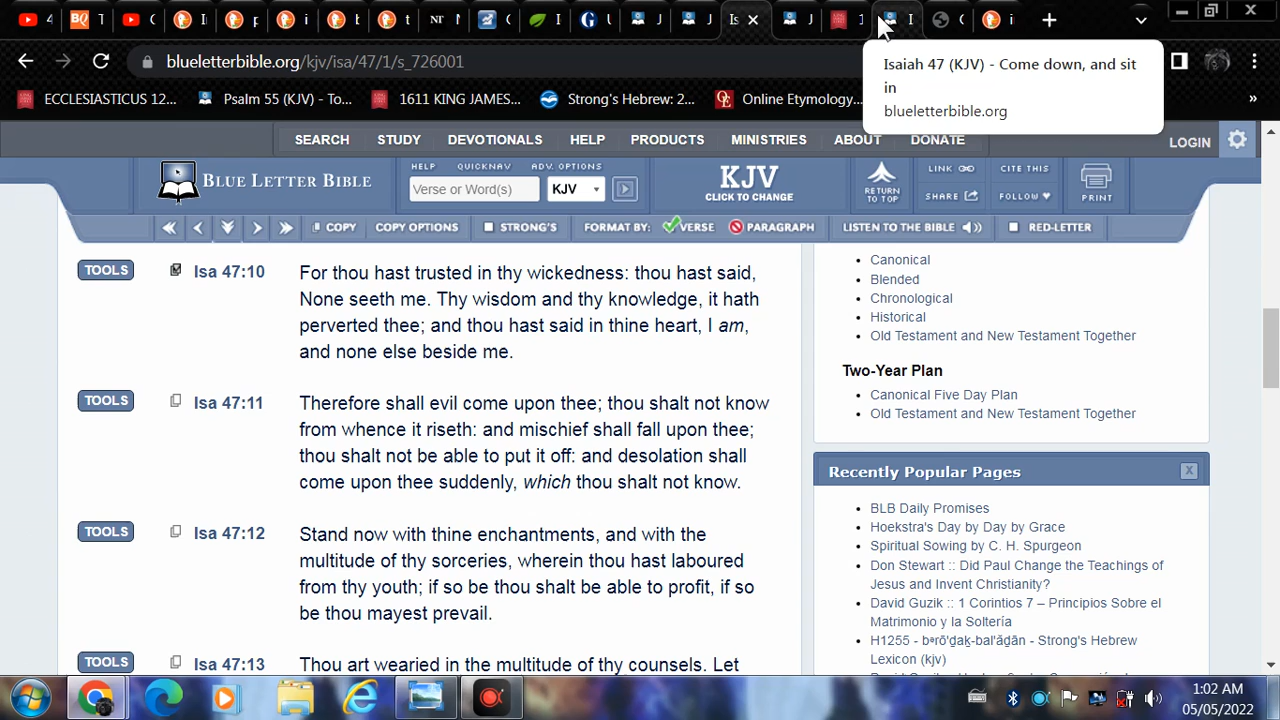 4
BQ T
C
I
p
E
t
t
N
C
N
U
J
J
Is
J
1
I
C
i
blueletterbible.org/kjv/isa/47/1/s_726001
Isaiah 47 (KJV) - Come down, and sit
in
blueletterbible.org
ECCLESIASTICUS 12...
Psalm 55 (KJV) - To...
1611 KING JAMES...
Strong's Hebrew: 2...
Online Etymology...
»
SEARCH STUDY DEVOTIONALS HELP PRODUCTS MINISTRIES ABOUT DONATE
LOGIN
BLUE LETTER BIBLE
HELP QUICKNAV ADV. OPTIONS
Verse or Word(s) KJV
KJV
CLICK TO CHANGE
RETURN
TO TOP
LINK
CITE THIS
SHARE
FOLLOW
PRINT
COPY COPY OPTIONS STRONG'S FORMAT BY: VERSE PARAGRAPH LISTEN TO THE BIBLE RED-LETTER
TOOLS Isa 47:10 For thou hast trusted in thy wickedness: thou hast said,
None seeth me. Thy wisdom and thy knowledge, it hath
perverted thee; and thou hast said in thine heart, I am,
and none else beside me.
TOOLS Isa 47:11 Therefore shall evil come upon thee; thou shalt not know
from whence it riseth: and mischief shall fall upon thee;
thou shalt not be able to put it off: and desolation shall
come upon thee suddenly, which thou shalt not know.
TOOLS Isa 47:12 Stand now with thine enchantments, and with the
multitude of thy sorceries, wherein thou hast laboured
from thy youth; if so be thou shalt be able to profit, if so
be thou mayest prevail.
TOOLS Isa 47:13 Thou art wearied in the multitude of thy counsels. Let
Canonical
Blended
Chronological
Historical
Old Testament and New Testament Together
Two-Year Plan
Canonical Five Day Plan
Old Testament and New Testament Together
Recently Popular Pages
BLB Daily Promises
Hoekstra's Day by Day by Grace
Spiritual Sowing by C. H. Spurgeon
Don Stewart :: Did Paul Change the Teachings of
Jesus and Invent Christianity?
David Guzik :: 1 Corintios 7 – Principios Sobre el
Matrimonio y la Soltería
H1255 - bᵊrō'ḏaḵ-bal'ăḏān - Strong's Hebrew
Lexicon (kjv)
1:02 AM
05/05/2022